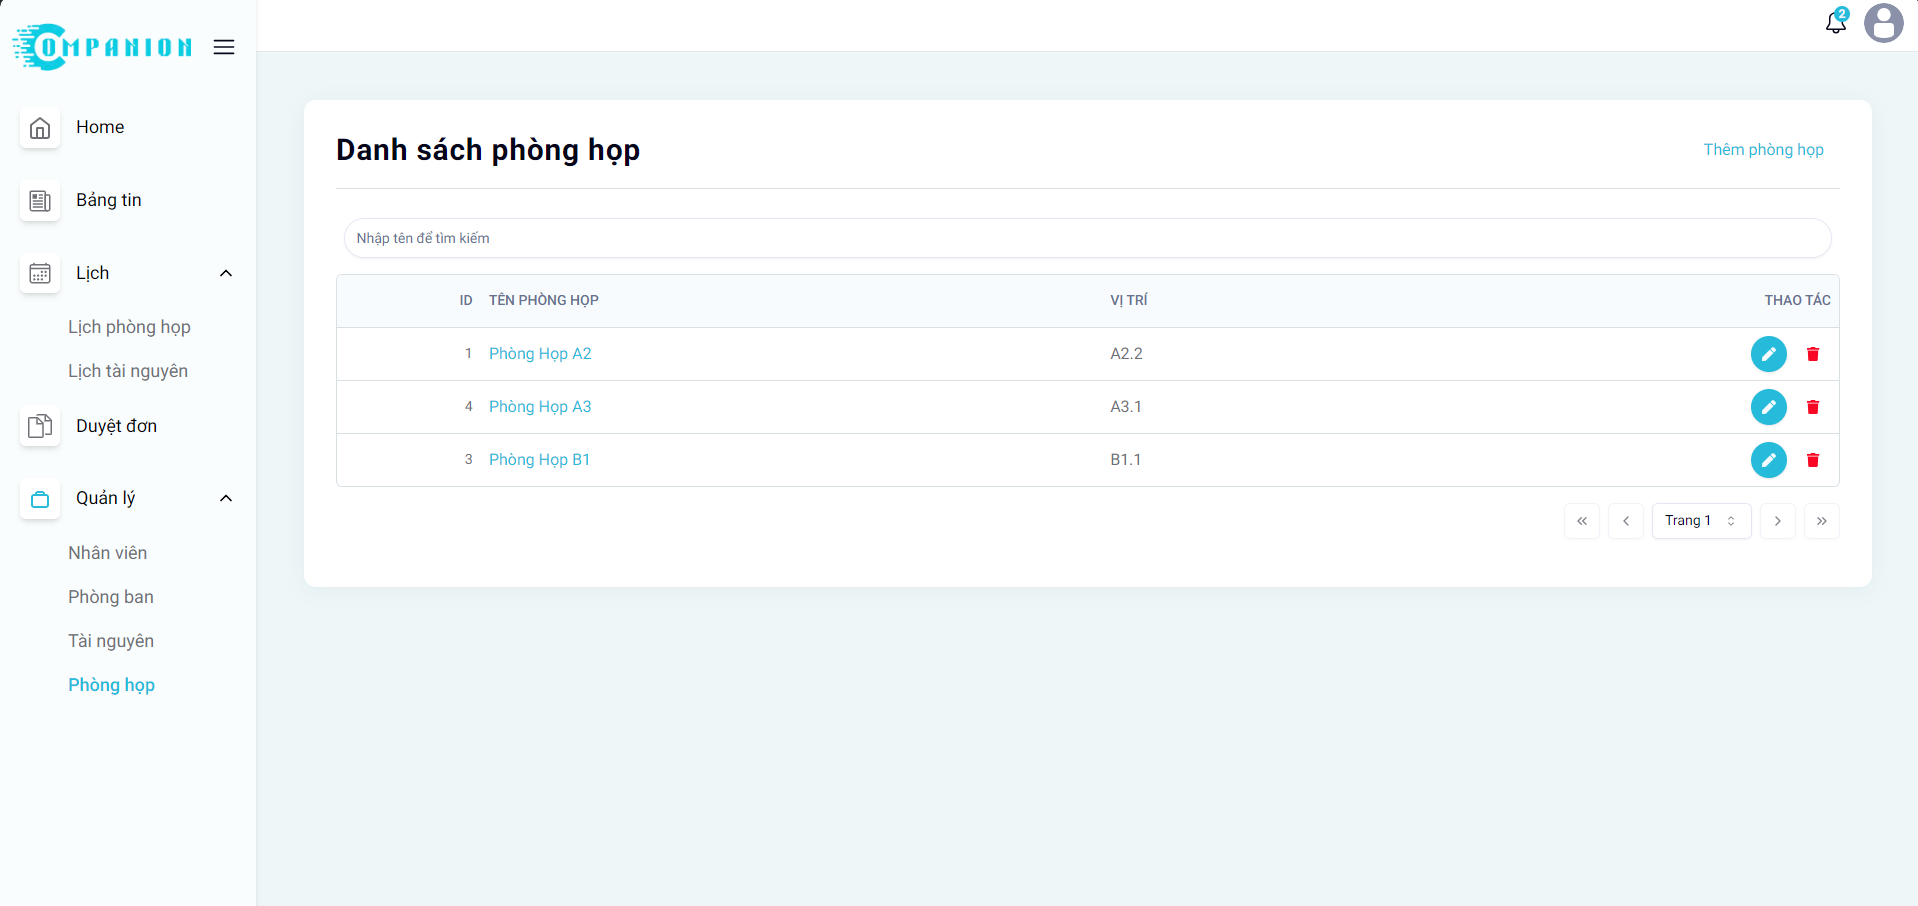 COMPANION
2
Home
Bảng tin
Lịch
Lịch phòng họp
Lịch tài nguyên
Duyệt đơn
Quản lý
Nhân viên
Phòng ban
Tài nguyên
Phòng họp
Danh sách phòng họp
Thêm phòng họp
Nhập tên để tìm kiếm
ID TÊN PHÒNG HỌP VỊ TRÍ THAO TÁC
1 Phòng Họp A2 A2.2
4 Phòng Họp A3 A3.1
3 Phòng Họp B1 B1.1
Trang 1